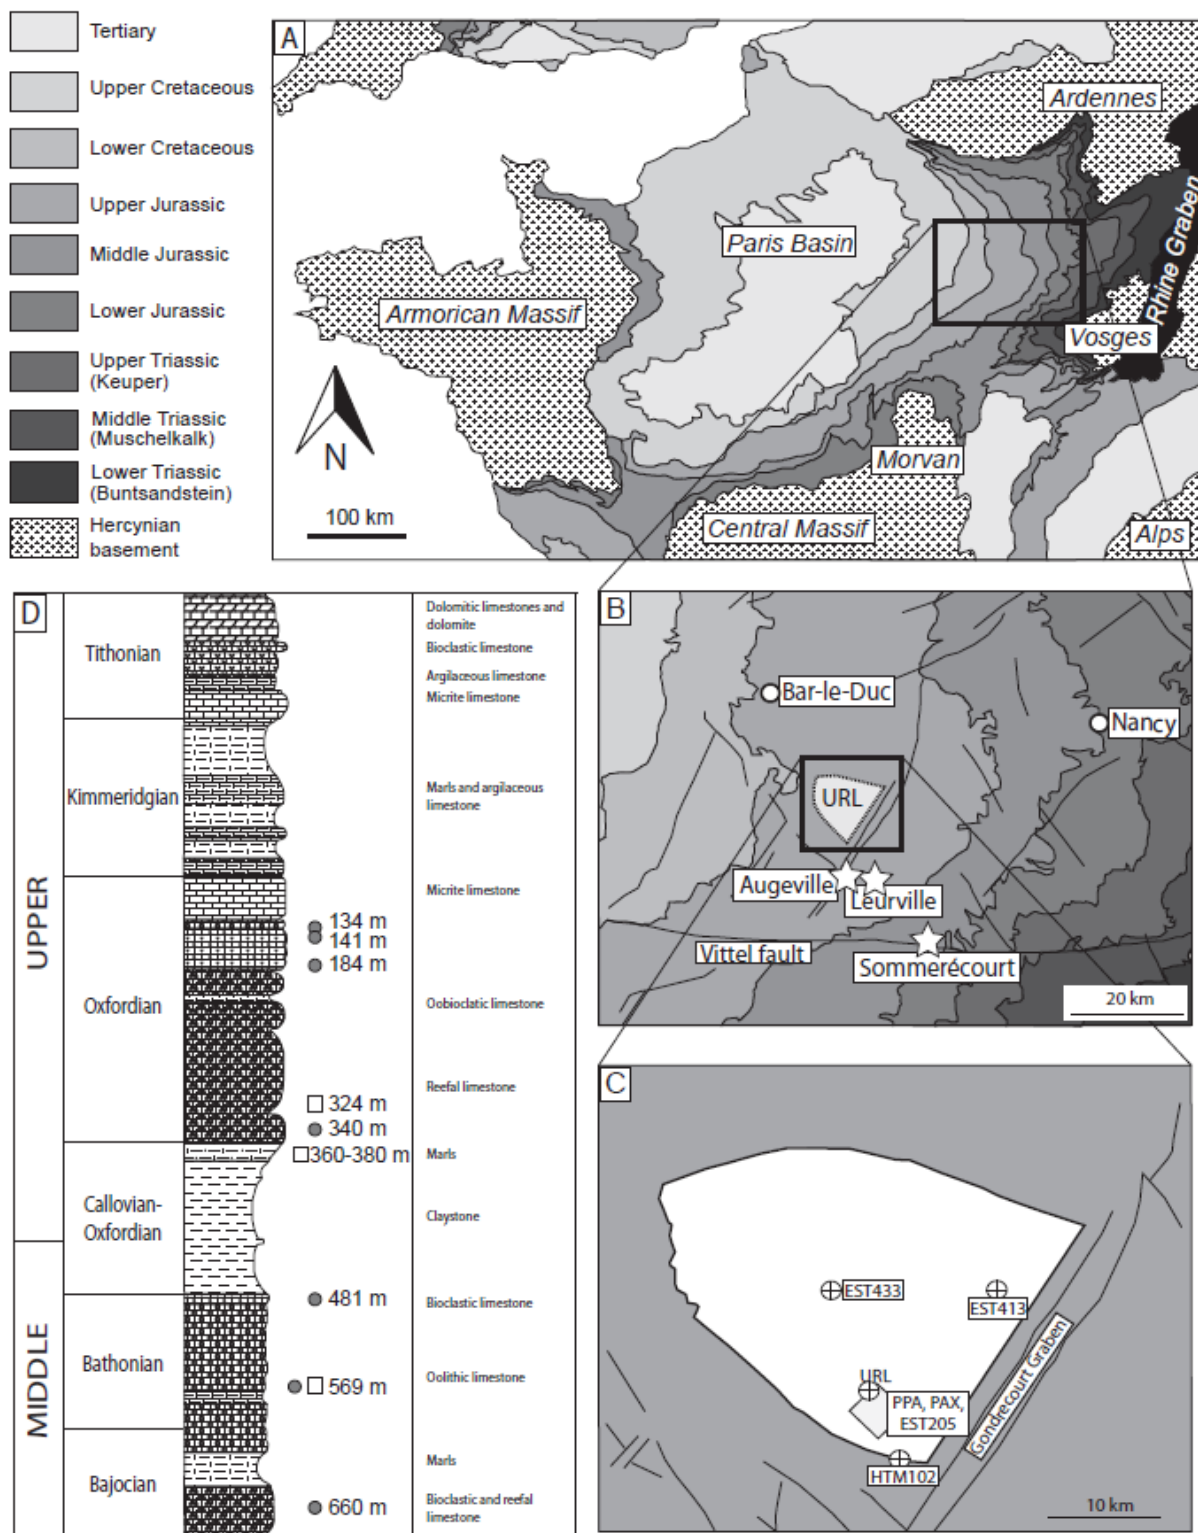 Tertiary
Upper Cretaceous
Lower Cretaceous
Upper Jurassic
Middle Jurassic
Lower Jurassic
Upper Triassic
(Keuper)
Middle Triassic
(Muschelkalk)
Lower Triassic
(Buntsandstein)
Hercynian
basement
A
Ardennes
Rhine Graben
Paris Basin
Armorican Massif
Vosges
N
Morvan
100 km
Central Massif
Alps
B
Bar-le-Duc
Nancy
URL
Augeville
Leurville
Vittel fault
Sommerécourt
20 km
C
EST433
EST413
URL
PPA, PAX,
EST205
HTM102
Gondrecourt Graben
10 km
D
UPPER
MIDDLE
Tithonian
Kimmeridgian
Oxfordian
Callovian-
Oxfordian
Bathonian
Bajocian
134 m
141 m
184 m
324 m
340 m
360-380 m
481 m
569 m
660 m
Dolomitic limestones and
dolomite
Bioclastic limestone
Argilaceous limestone
Micrite limestone
Marls and argilaceous
limestone
Micrite limestone
Oobioclatic limestone
Reefal limestone
Marls
Claystone
Bioclastic limestone
Oolithic limestone
Marls
Bioclastic and reefal
limestone